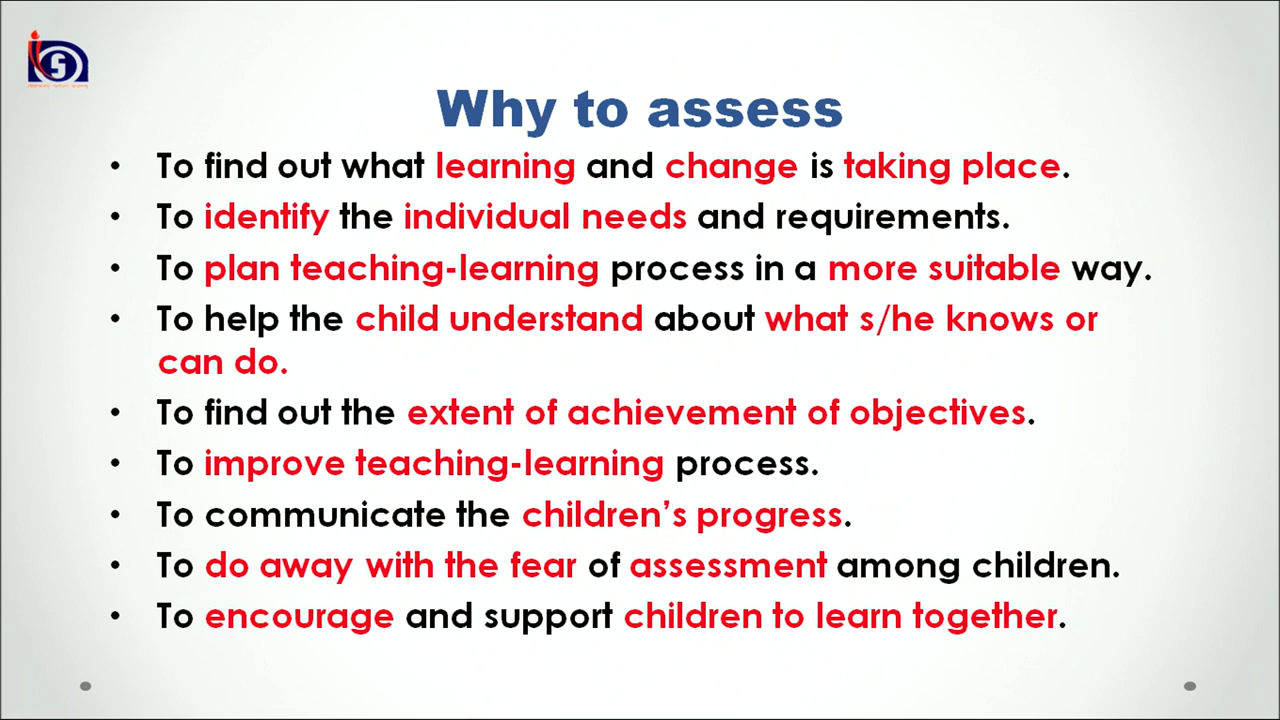 Why to assess
• To find out what learning and change is taking place.
• To identify the individual needs and requirements.
• To plan teaching-learning process in a more suitable way.
• To help the child understand about what s/he knows or
can do.
• To find out the extent of achievement of objectives.
• To improve teaching-learning process.
• To communicate the children’s progress.
• To do away with the fear of assessment among children.
• To encourage and support children to learn together.